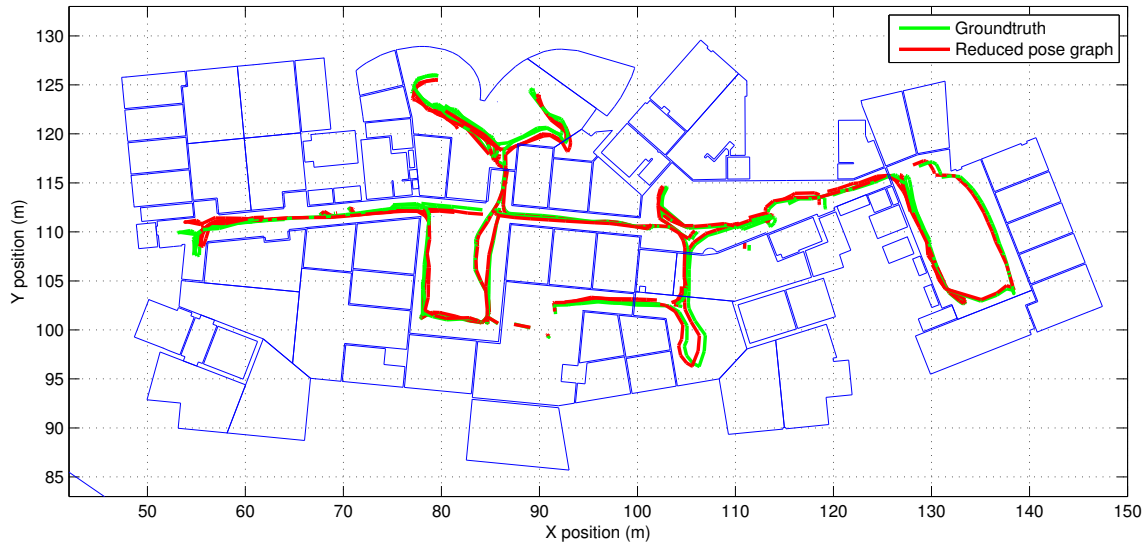 Groundtruth
Reduced pose graph
Y position (m)
130
125
120
115
110
105
100
95
90
85
50 60 70 80 90 100 110 120 130 140 150
X position (m)